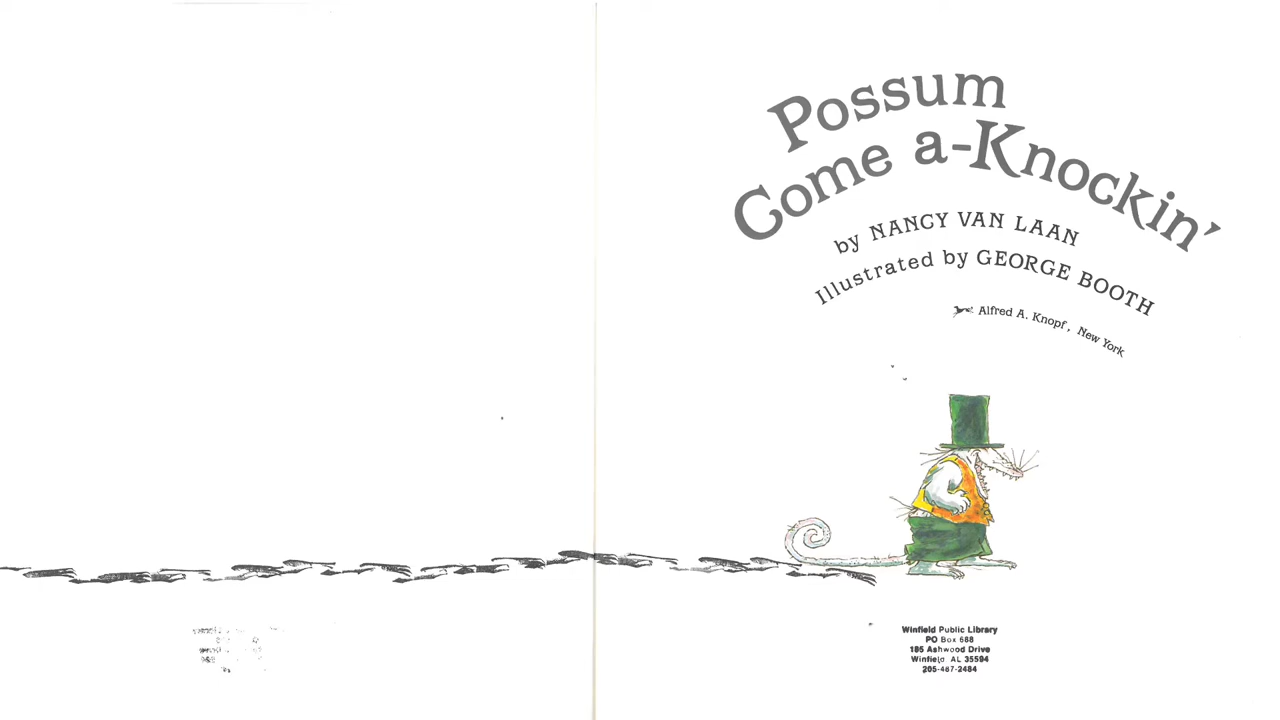 Possum
Come a-Knockin'
by NANCY VAN LAAN
Illustrated by GEORGE BOOTH
Alfred A. Knopf, New York
Winfield Public Library
PO Box 688
185 Ashwood Drive
Winfield AL 35594
205-487-2484